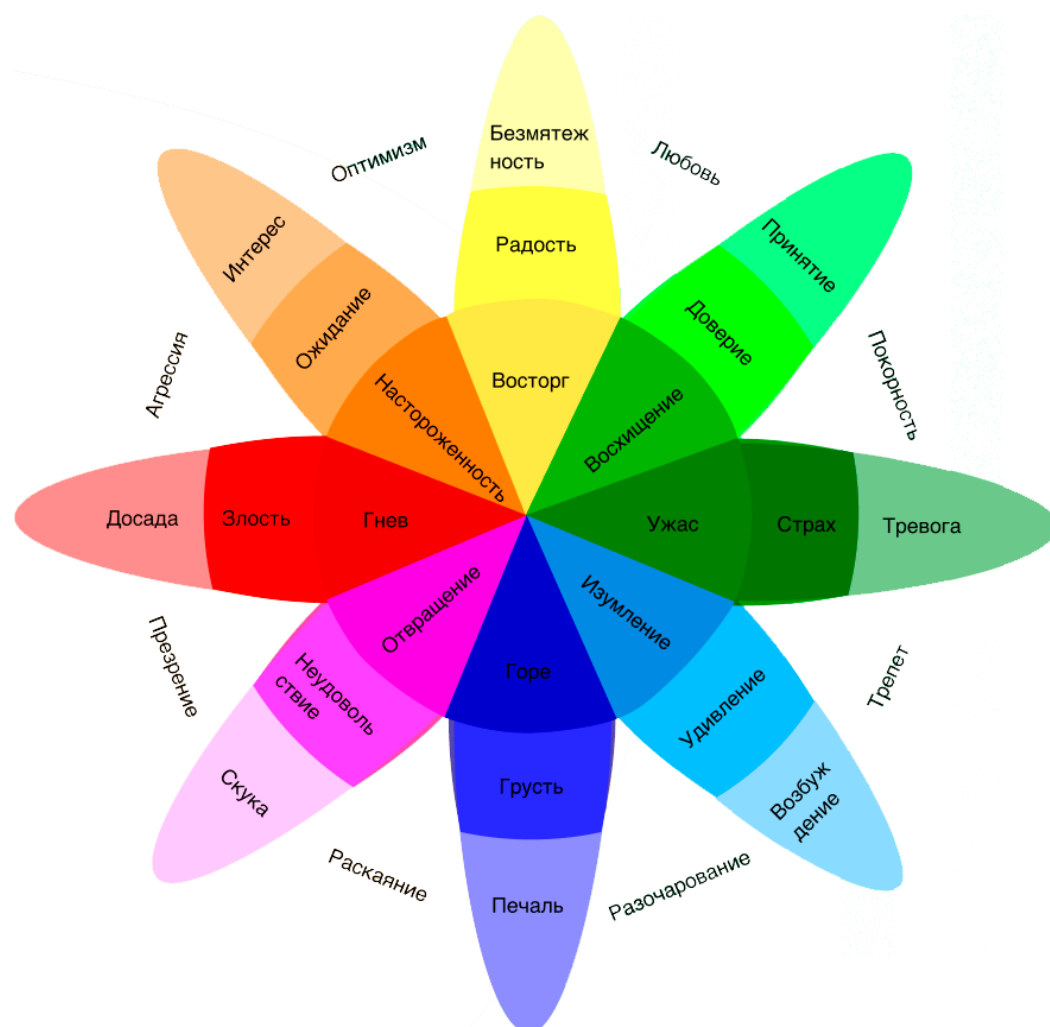 Оптимизм
Безмятеж
ность
Любовь
Интерес
Радость
Принятие
Ожидание
Доверие
Агрессия
Настороженность
Восторг
Восхищение
Покорность
Досада
Злость
Гнев
Ужас
Страх
Тревога
Презрение
Отвращение
Изумление
Трепет
Неудоволь
ствие
Горе
Удивление
Скука
Грусть
Возбуж
дение
Раскаяние
Печаль
Разочарование